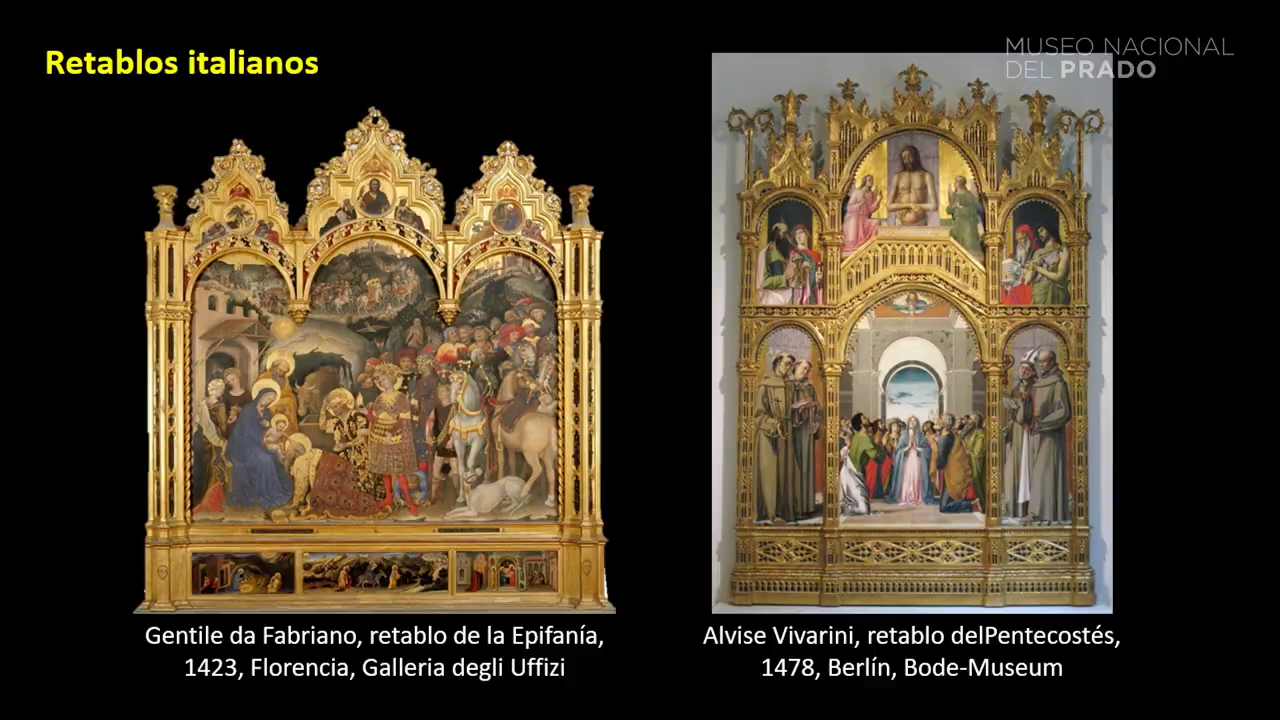 Retablos italianos
MUSEO NACIONAL
DEL PRADO
Gentile da Fabriano, retablo de la Epifanía,
1423, Florencia, Galleria degli Uffizi
Alvise Vivarini, retablo delPentecostés,
1478, Berlín, Bode-Museum